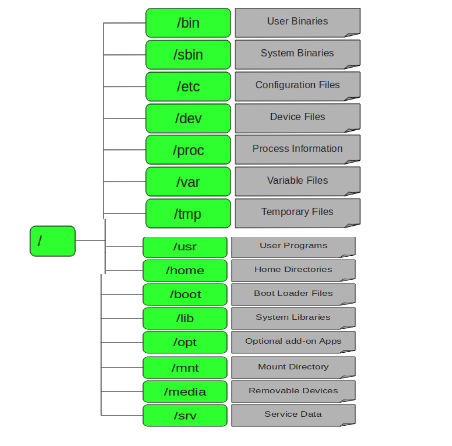 /bin User Binaries
/sbin System Binaries
/etc Configuration Files
/dev Device Files
/proc Process Information
/var Variable Files
/tmp Temporary Files
/
/usr User Programs
/home Home Directories
/boot Boot Loader Files
/lib System Libraries
/opt Optional add-on Apps
/mnt Mount Directory
/media Removable Devices
/srv Service Data